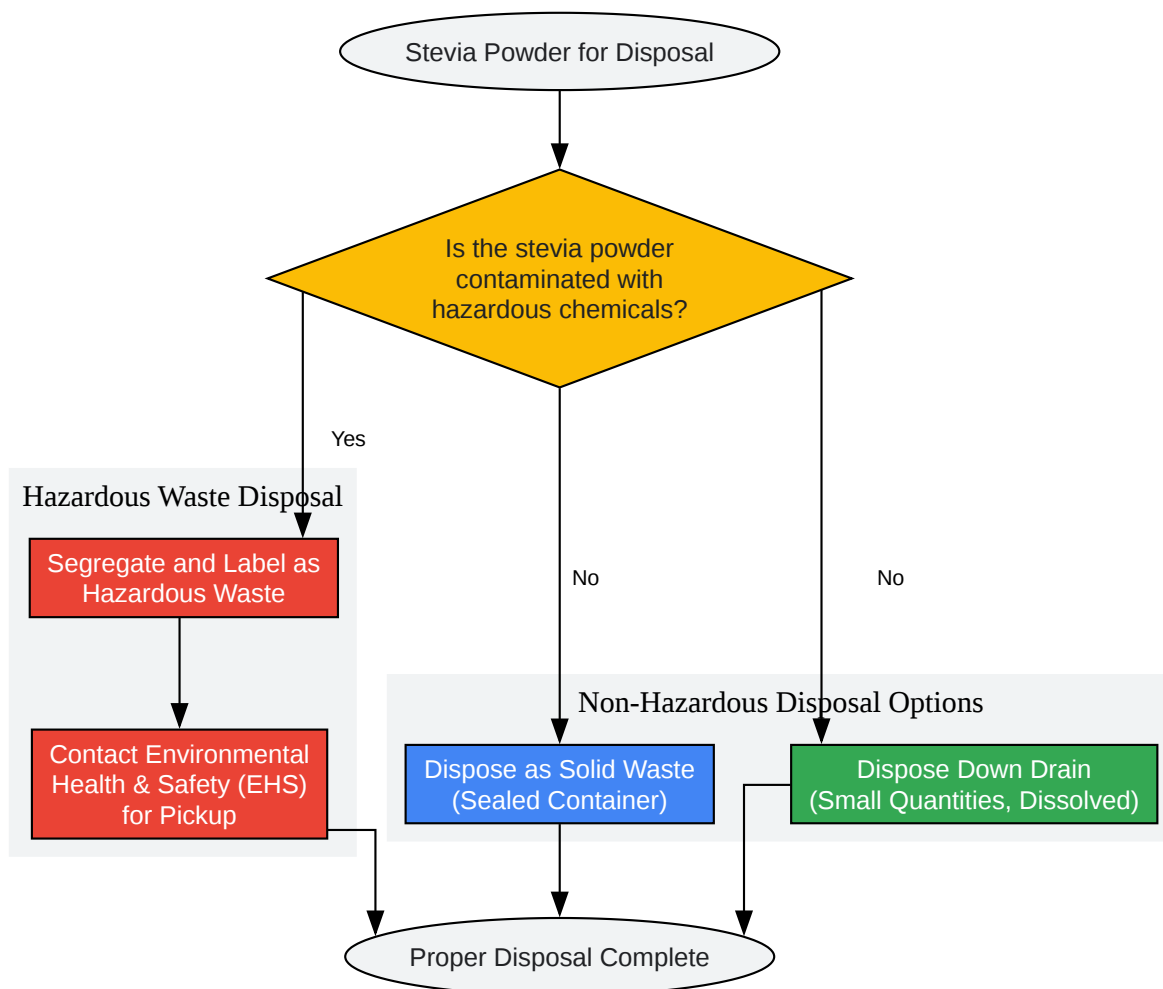 Stevia Powder for Disposal
Is the stevia powder
contaminated with
hazardous chemicals?
Yes
Hazardous Waste Disposal
Segregate and Label as
Hazardous Waste
No
No
Non-Hazardous Disposal Options
Contact Environmental
Health & Safety (EHS)
for Pickup
Dispose as Solid Waste
(Sealed Container)
Dispose Down Drain
(Small Quantities, Dissolved)
Proper Disposal Complete